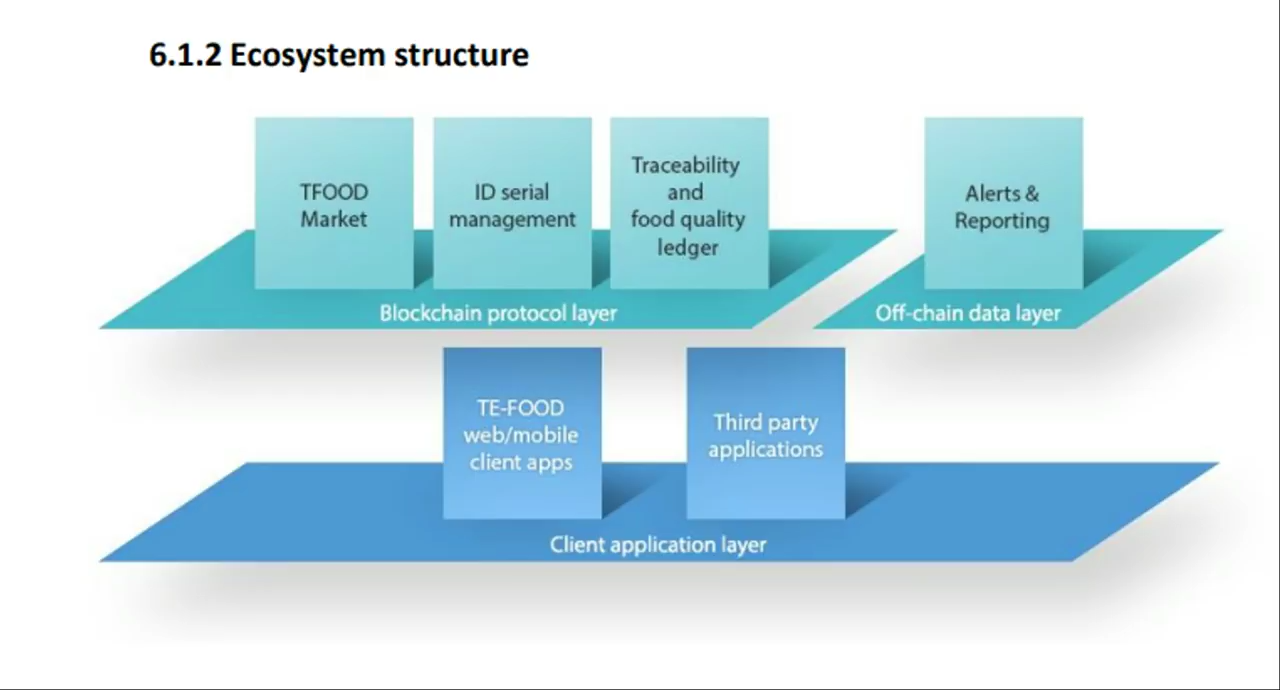 6.1.2 Ecosystem structure
TFOOD
Market
ID serial
management
Traceability
and
food quality
ledger
Alerts &
Reporting
Blockchain protocol layer
Off-chain data layer
TE-FOOD
web/mobile
client apps
Third party
applications
Client application layer